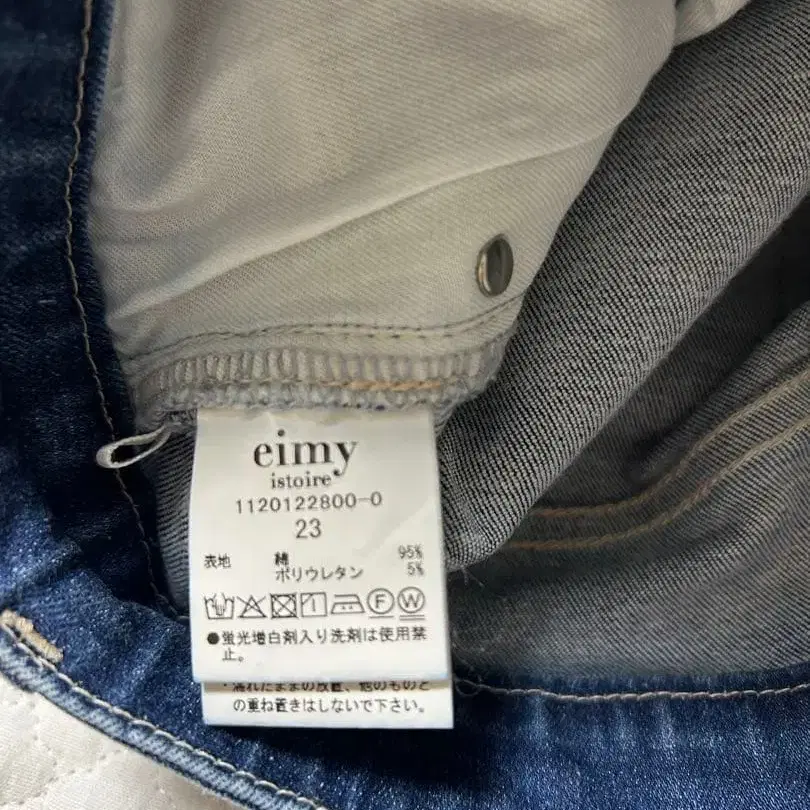 eimy
istoire
1120122800-0
23
表地 綿 95%
ポリウレタン 5%
Ⓕ Ⓦ
●蛍光増白剤入り洗剤は使用禁
止。
・濡れたままの放置、他のものと
の重ね置きはしないで下さい。